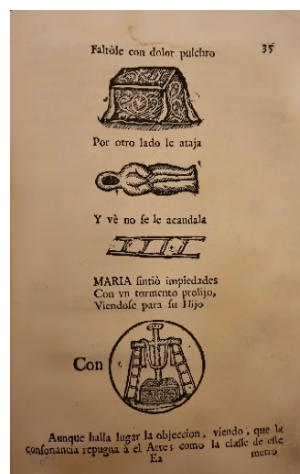 Faltòle con dolor pulchro
35
Por otro lado le ataja
Y vè no se le acandala
MARIA sintiò impiedades
Con vn tormento prolijo,
Viendose para su Hijo
Con
Aunque halla lugar la objeccion, viendo, que la
consonancia repugna à el Arte; como la classe de este
Ea
metro